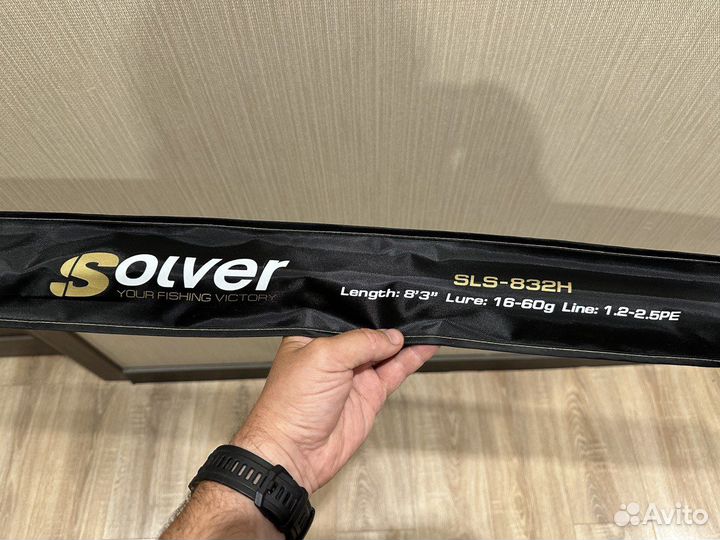 Solver
YOUR FISHING VICTORY
SLS-832H
Length: 8'3" Lure: 16-60g Line: 1.2-2.5PE
Avito